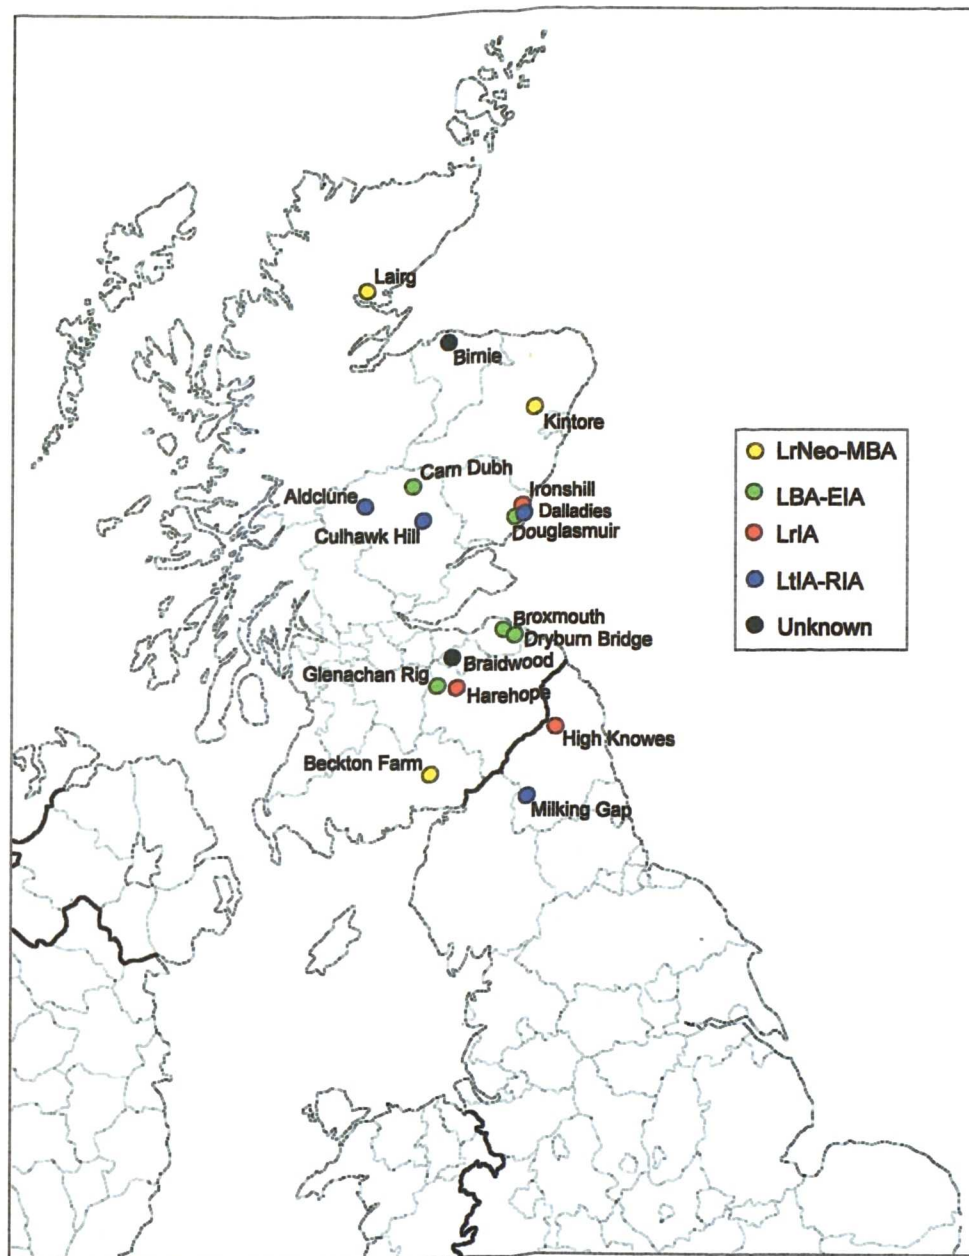 Lairg
Birnie
Kintore
Carn Dubh
Aldclune
Culhawk Hill
Ironshill
Dalladies
Douglasmuir
Broxmouth
Dryburn Bridge
Braidwood
Glenachan Rig
Harehope
High Knowes
Beckton Farm
Milking Gap
LrNeo-MBA
LBA-EIA
LrIA
LtIA-RIA
Unknown